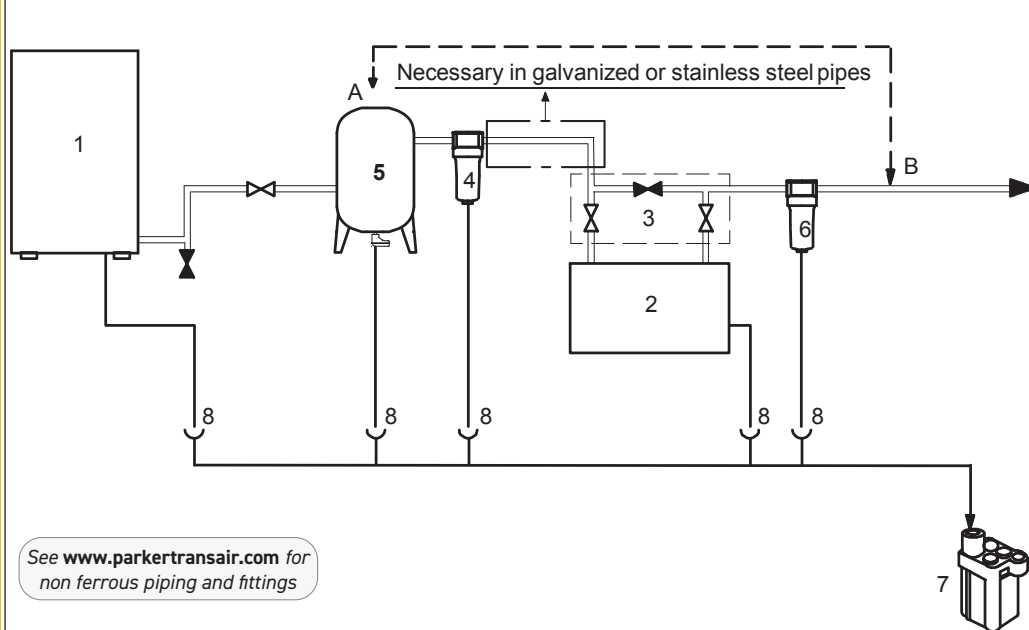 Necessary in galvanized or stainless steel pipes
A
1
5
4
B
3
6
2
8
8
8
8
8
See www.parkertransair.com for
non ferrous piping and fittings
7